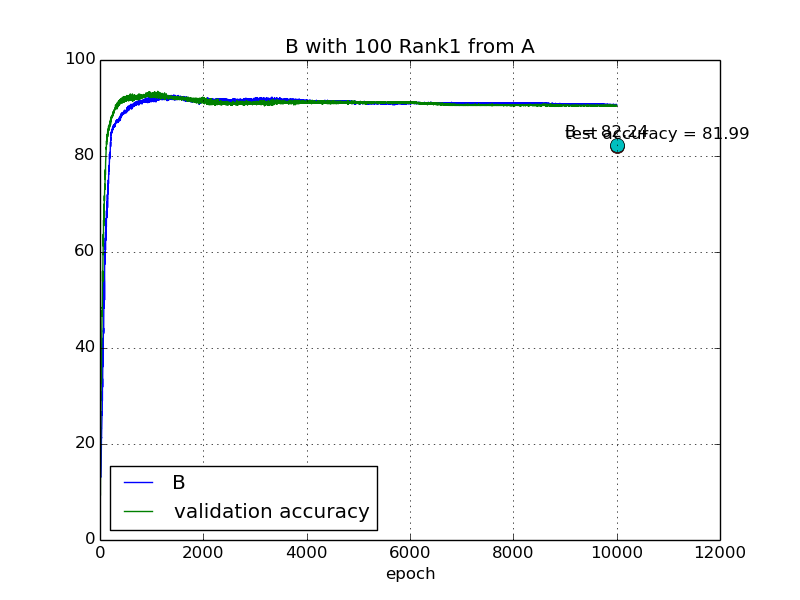 B with 100 Rank1 from A
100
80
60
40
20
0
B = 82.24
test accuracy = 81.99
B
validation accuracy
0 2000 4000 6000 8000 10000 12000
epoch